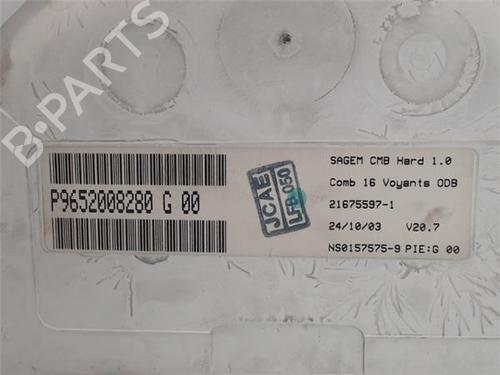 B-PARTS
P9652008280 G 00
JCAE
LFB 050
SAGEM CMB Hard 1.0
Comb 16 Voyants ODB
21675597-1
24/10/03 V20.7
NS0157575-9 PIE:G 00